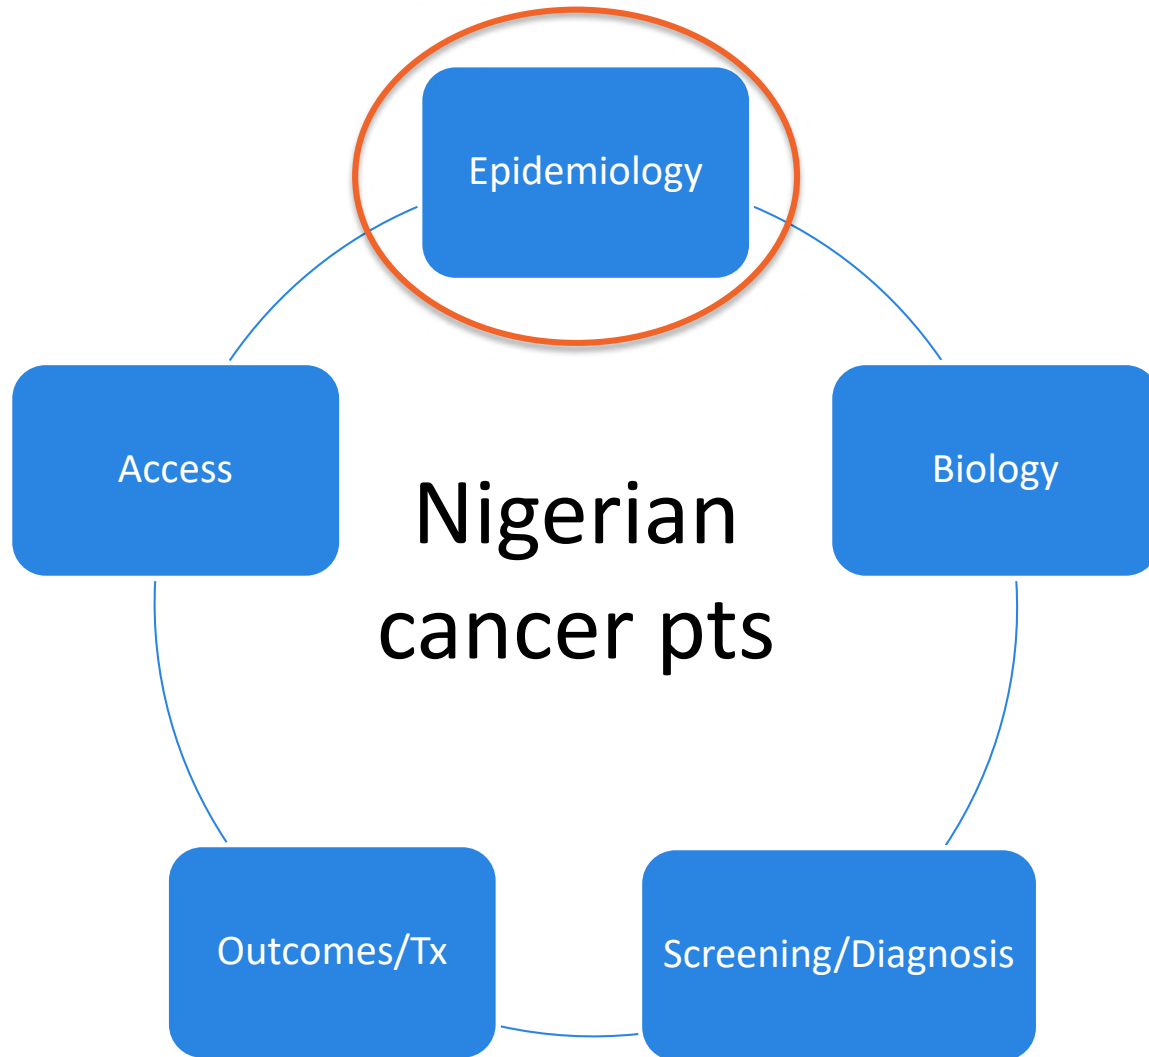 Epidemiology
Access
Biology
Nigerian
cancer pts
Outcomes/Tx
Screening/Diagnosis